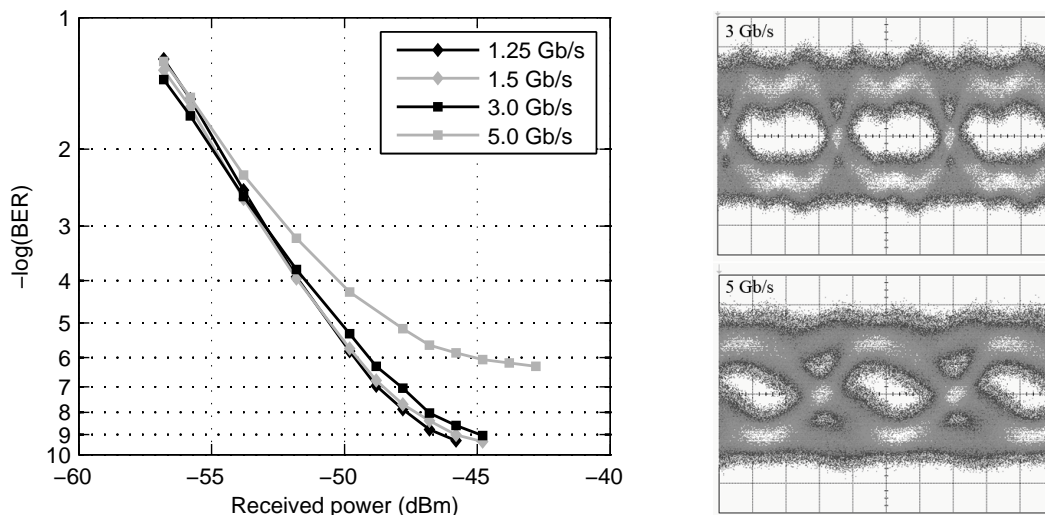 1
2
3
4
5
6
7
8
9
10
−60
−55
−50
−45
−40
Received power (dBm)
−log(BER)
1.25 Gb/s
1.5 Gb/s
3.0 Gb/s
5.0 Gb/s
3 Gb/s
5 Gb/s